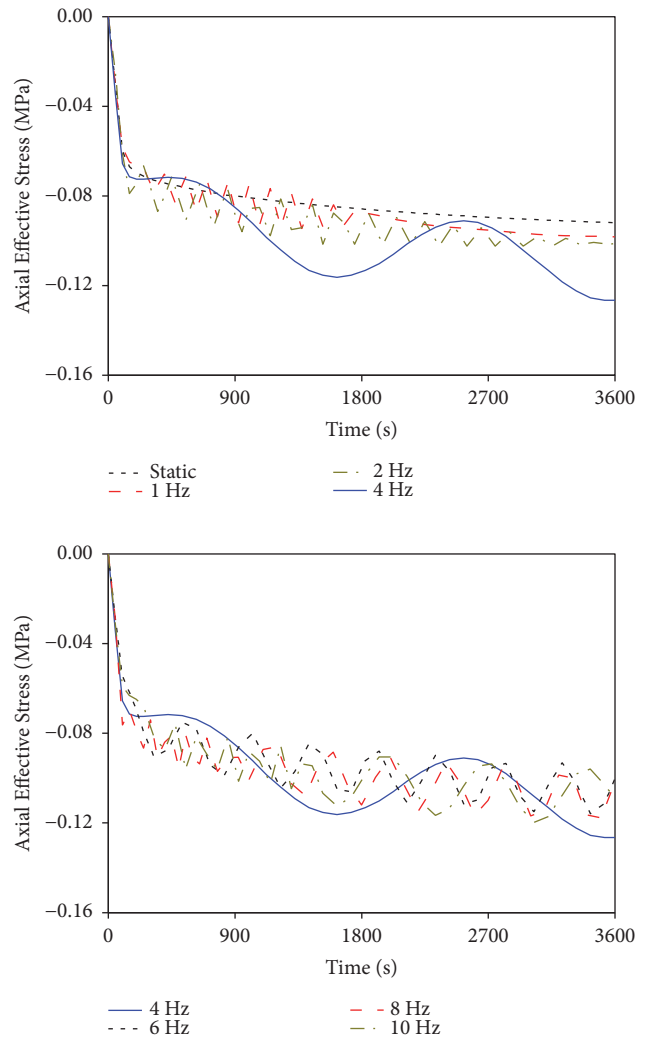 0.00
−0.04
−0.08
−0.12
−0.16
Axial Effective Stress (MPa)
0 900 1800 2700 3600
Time (s)
Static 2 Hz
1 Hz 4 Hz
0.00
−0.04
−0.08
−0.12
−0.16
Axial Effective Stress (MPa)
0 900 1800 2700 3600
Time (s)
4 Hz 8 Hz
6 Hz 10 Hz